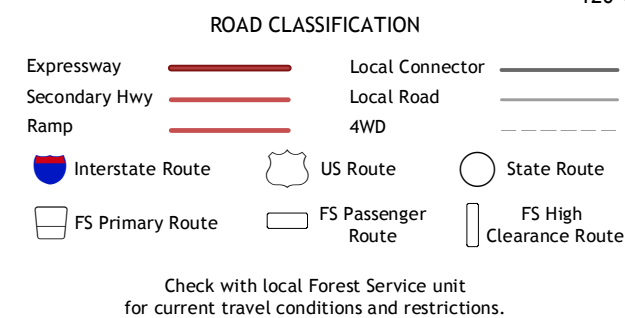 ROAD CLASSIFICATION
Expressway
Local Connector
Secondary Hwy
Local Road
Ramp
4WD
Interstate Route
US Route
State Route
FS Primary Route
FS Passenger
Route
FS High
Clearance Route
Check with local Forest Service unit
for current travel conditions and restrictions.